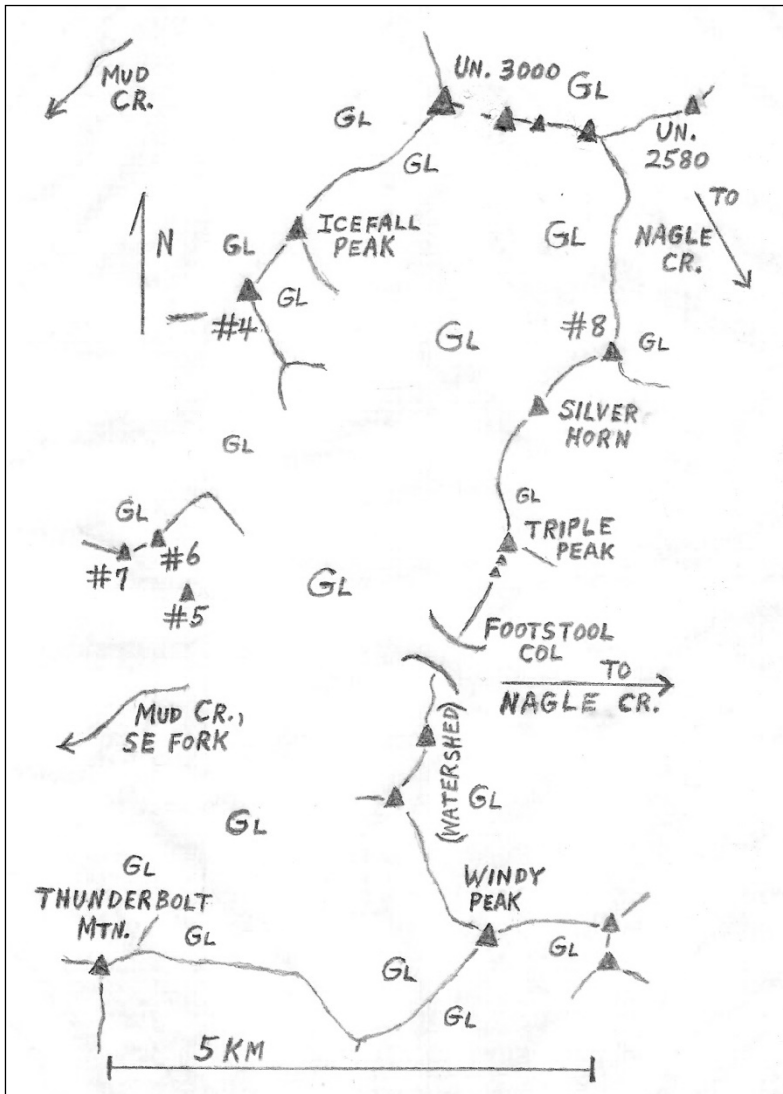 MUD
CR.
UN. 3000
GL
GL
GL
UN.
2580
TO
NAGLE
CR.
N
ICEFALL
PEAK
GL
GL
GL
#4
GL
#8
GL
SILVER
HORN
GL
GL
TRIPLE
PEAK
GL
#6
#7
#5
GL
FOOTSTOOL
COL
TO
NAGLE CR.
MUD CR.,
SE FORK
(WATERSHED)
GL
GL
GL
THUNDERBOLT
MTN.
GL
WINDY
PEAK
GL
GL
GL
5 KM